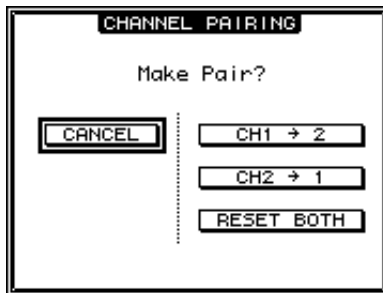 CHANNEL PAIRING
Make Pair?
CANCEL
CH1 → 2
CH2 → 1
RESET BOTH